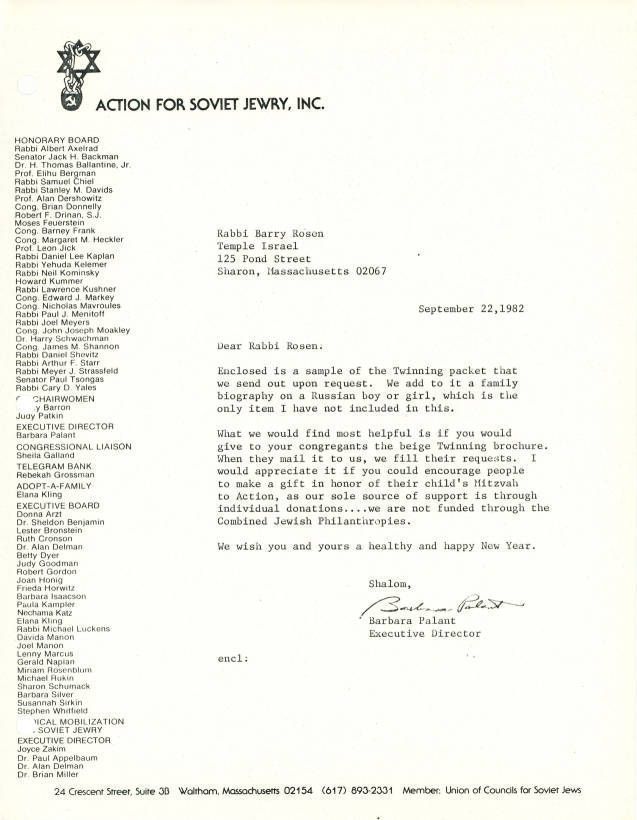 ACTION FOR SOVIET JEWRY, INC.
HONORARY BOARD
Rabbi Albert Axelrad
Senator Jack H. Backman
Dr. H. Thomas Ballantine, Jr.
Prof. Elihu Bergman
Rabbi Samuel Chiel
Rabbi Stanley M. Davids
Prof. Alan Dershowitz
Cong. Brian Donnelly
Robert F. Drinan, S.J.
Moses Feuerstein
Cong. Barney Frank
Cong. Margaret M. Heckler
Prof. Leon Jick
Rabbi Daniel Lee Kaplan
Rabbi Yehuda Kelemer
Rabbi Neil Kominsky
Howard Kummer
Rabbi Lawrence Kushner
Cong. Edward J. Markey
Cong. Nicholas Mavroules
Rabbi Paul J. Menitoff
Rabbi Joel Meyers
Cong. John Joseph Moakley
Dr. Harry Schwachman
Cong. James M. Shannon
Rabbi Daniel Shevitz
Rabbi Arthur F. Starr
Rabbi Meyer J. Strassfeld
Senator Paul Tsongas
Rabbi Cary D. Yales
CHAIRWOMEN
y Barron
Judy Patkin
EXECUTIVE DIRECTOR
Barbara Palant
CONGRESSIONAL LIAISON
Sheila Galland
TELEGRAM BANK
Rebekah Grossman
ADOPT-A-FAMILY
Elana Kling
EXECUTIVE BOARD
Donna Arzt
Dr. Sheldon Benjamin
Lester Bronstein
Ruth Cronson
Dr. Alan Delman
Betty Dyer
Judy Goodman
Robert Gordon
Joan Honig
Frieda Horwitz
Barbara Isaacson
Paula Kampler
Nechama Katz
Elana Kling
Rabbi Michael Luckens
Davida Manon
Joel Manon
Lenny Marcus
Gerald Napian
Miriam Rosenblum
Michael Rukin
Sharon Schumack
Barbara Silver
Susannah Sirkin
Stephen Whitfield
ICAL MOBILIZATION
SOVIET JEWRY
EXECUTIVE DIRECTOR
Joyce Zakim
Dr. Paul Appelbaum
Dr. Alan Delman
Dr. Brian Miller
Rabbi Barry Roson
Temple Israel
125 Pond Street
Sharon, Massachusetts 02067
September 22,1982
Dear Rabbi Rosen.
Enclosed is a sample of the Twinning packet that
we send out upon request. We add to it a family
biography on a Russian boy or girl, which is the
only item I have not included in this.
What we would find most helpful is if you would
give to your congregants the beige Twinning brochure.
When they mail it to us, we fill their requests. I
would appreciate it if you could encourage people
to make a gift in honor of their child's Mitzvah
to Action, as our sole source of support is through
individual donations....we are not funded through the
Combined Jewish Philanthropies.
We wish you and yours a healthy and happy New Year.
Shalom,
Barbara Palant
Barbara Palant
Executive Director
encl:
24 Crescent Street, Suite 3B Waltham, Massachusetts 02154 (617) 893-2331 Member: Union of Councils for Soviet Jews